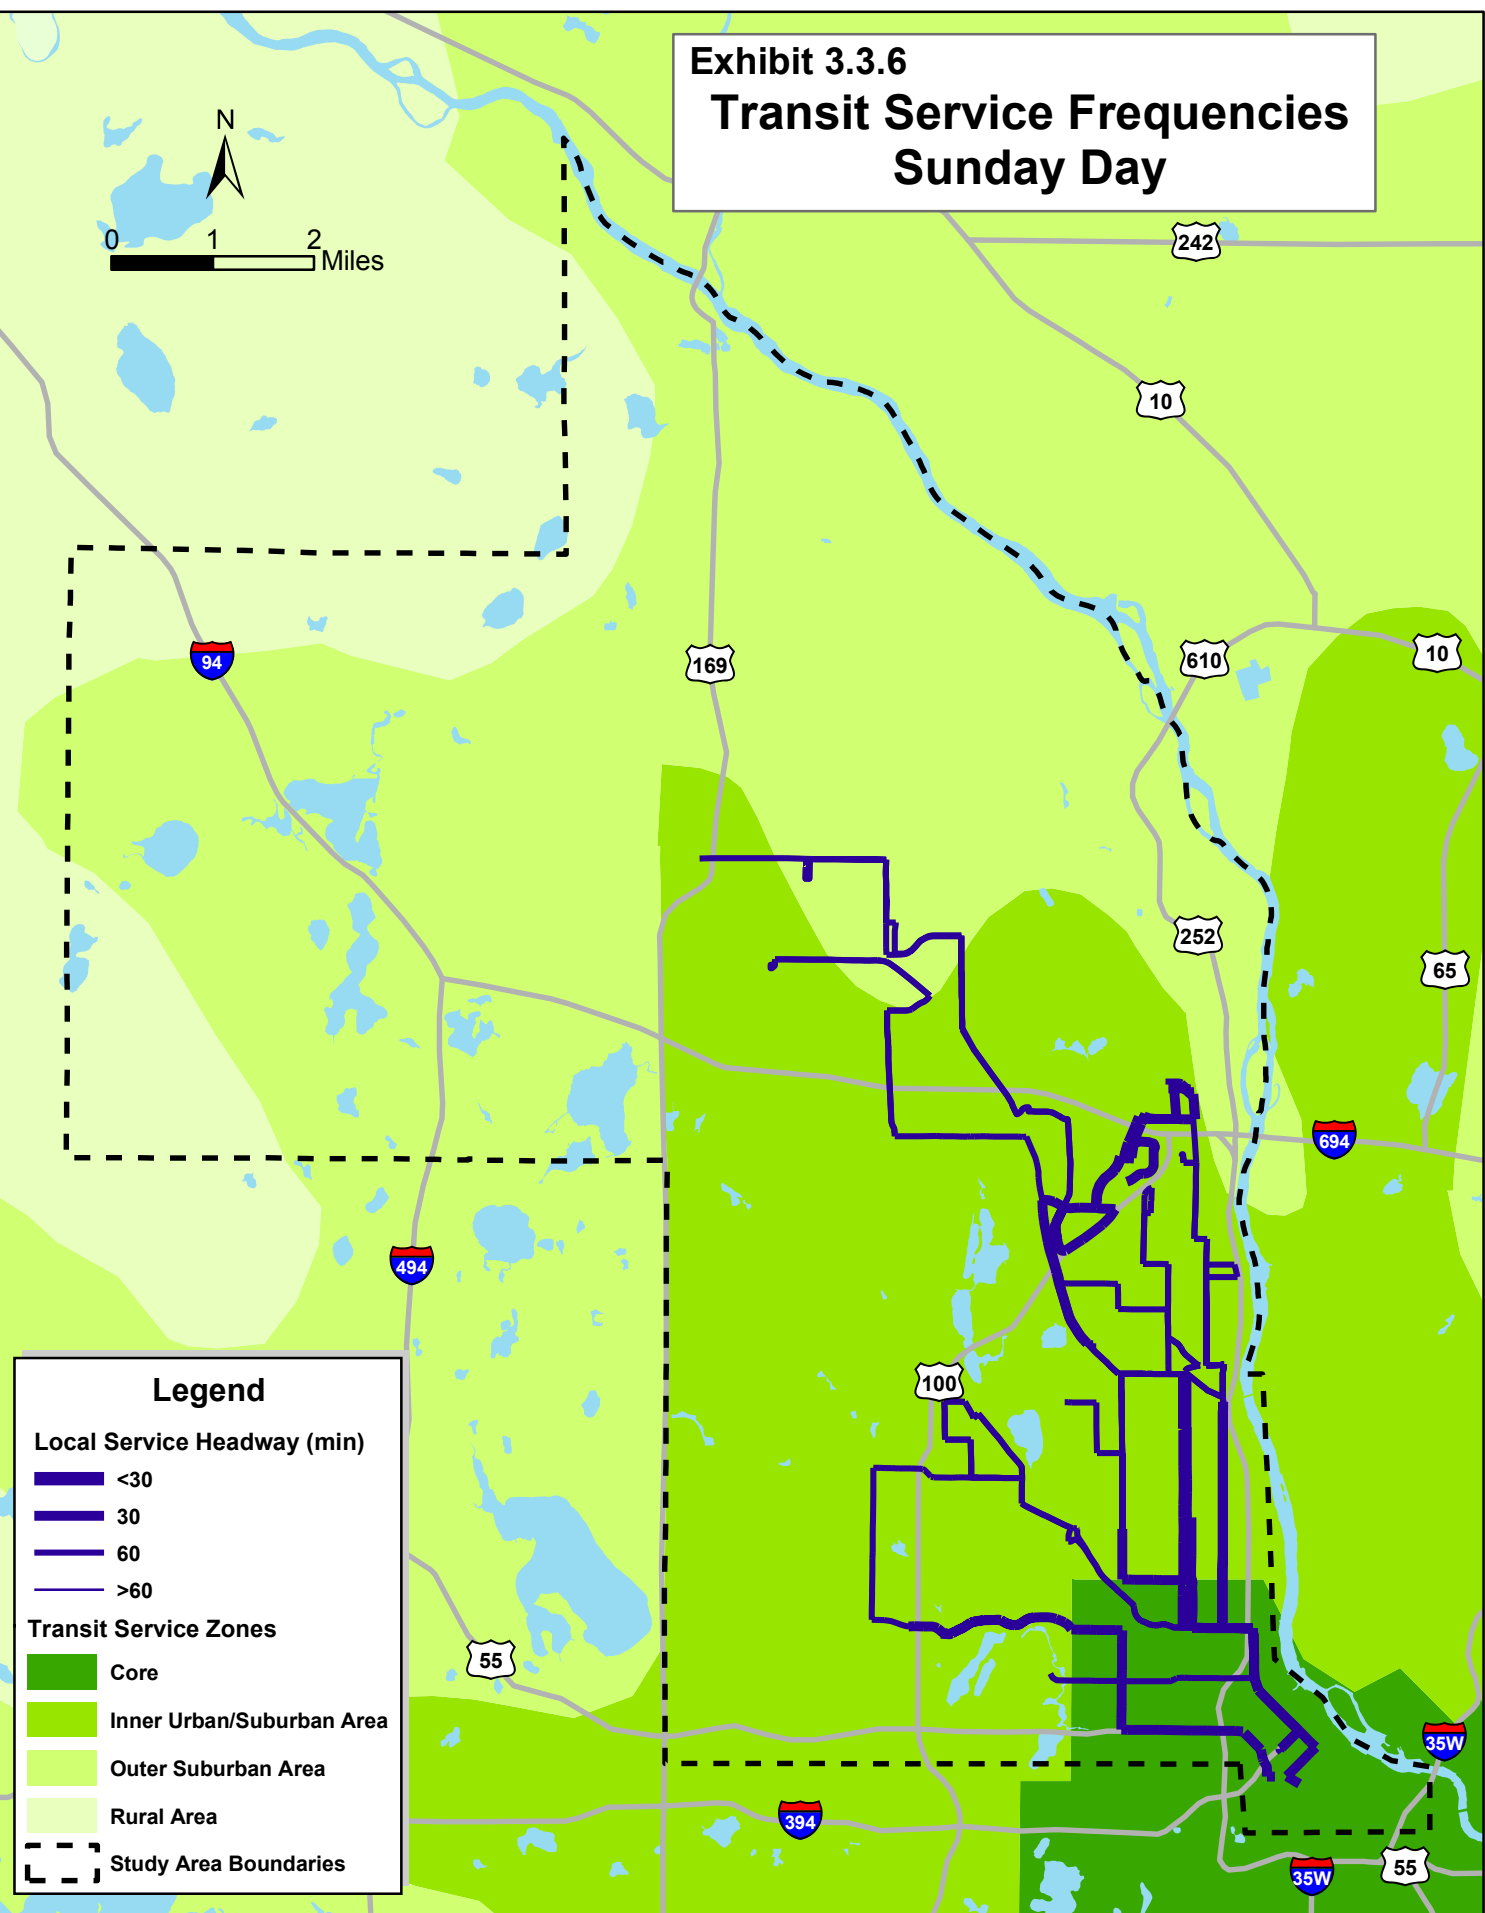 Exhibit 3.3.6
Transit Service Frequencies
Sunday Day
N
0 1 2
Miles
242
10
94
169
610
10
252
65
694
494
100
55
35W
394
35W
55
Legend
Local Service Headway (min)
<30
30
60
>60
Transit Service Zones
Core
Inner Urban/Suburban Area
Outer Suburban Area
Rural Area
Study Area Boundaries